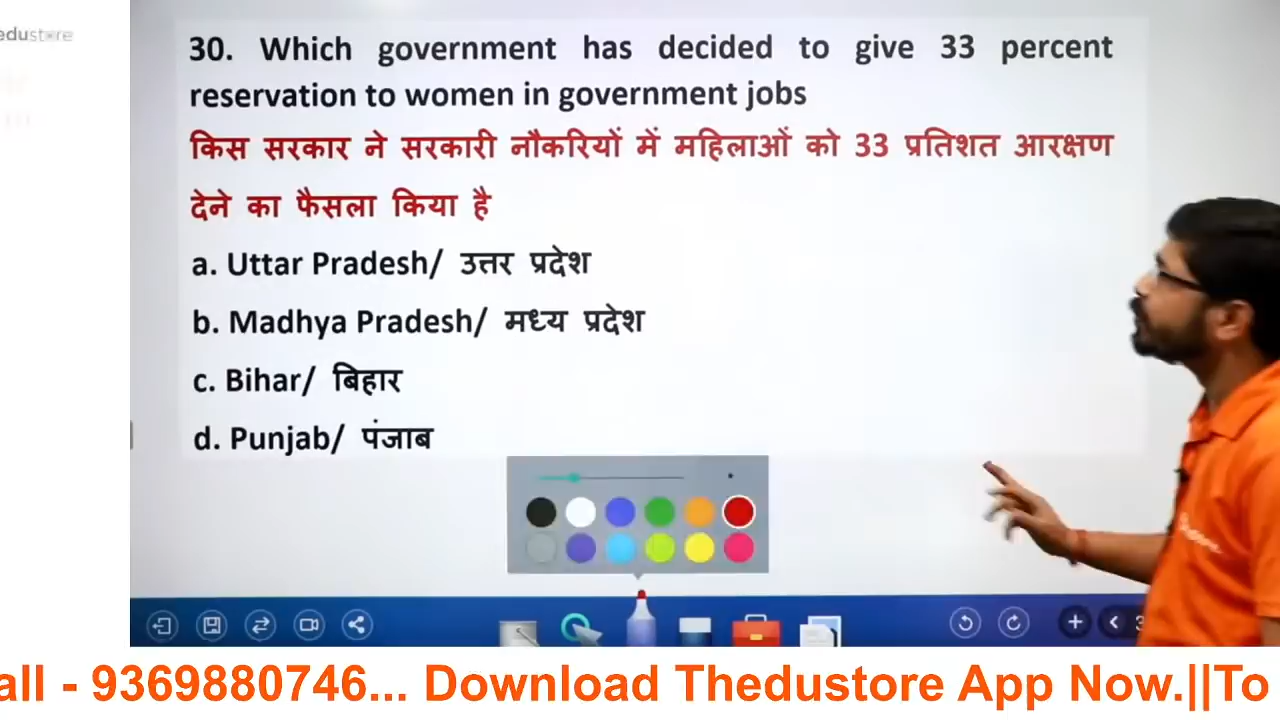 edustore
30. Which government has decided to give 33 percent
reservation to women in government jobs
किस सरकार ने सरकारी नौकरियों में महिलाओं को 33 प्रतिशत आरक्षण
देने का फैसला किया है
a. Uttar Pradesh/ उत्तर प्रदेश
b. Madhya Pradesh/ मध्य प्रदेश
c. Bihar/ बिहार
d. Punjab/ पंजाब
all - 9369880746... Download Thedustore App Now.||To